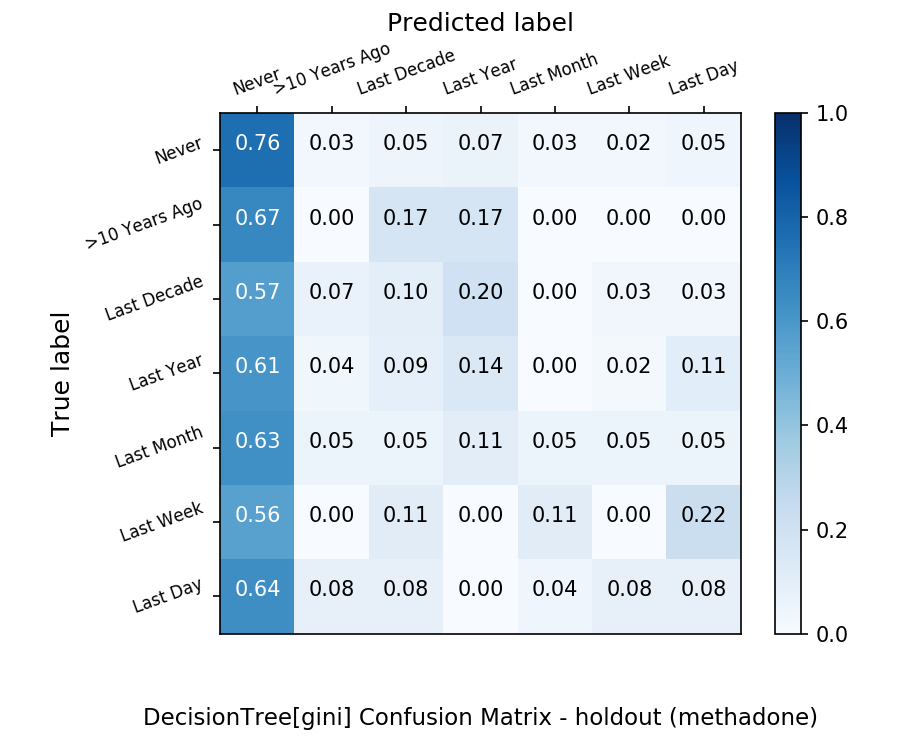 Predicted label
Never >10 Years Ago Last Decade Last Year Last Month Last Week Last Day
True label
Never 0.76 0.03 0.05 0.07 0.03 0.02 0.05
>10 Years Ago 0.67 0.00 0.17 0.17 0.00 0.00 0.00
Last Decade 0.57 0.07 0.10 0.20 0.00 0.03 0.03
Last Year 0.61 0.04 0.09 0.14 0.00 0.02 0.11
Last Month 0.63 0.05 0.05 0.11 0.05 0.05 0.05
Last Week 0.56 0.00 0.11 0.00 0.11 0.00 0.22
Last Day 0.64 0.08 0.08 0.00 0.04 0.08 0.08
1.0
0.8
0.6
0.4
0.2
0.0
DecisionTree[gini] Confusion Matrix - holdout (methadone)